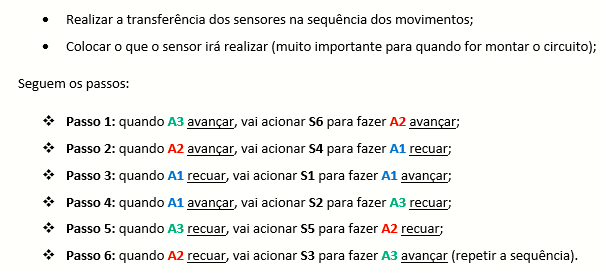 • Realizar a transferência dos sensores na sequência dos movimentos;
• Colocar o que o sensor irá realizar (muito importante para quando for montar o circuito);
Seguem os passos:
❖ Passo 1: quando A3 avançar, vai acionar S6 para fazer A2 avançar;
❖ Passo 2: quando A2 avançar, vai acionar S4 para fazer A1 recuar;
❖ Passo 3: quando A1 recuar, vai acionar S1 para fazer A1 avançar;
❖ Passo 4: quando A1 avançar, vai acionar S2 para fazer A3 recuar;
❖ Passo 5: quando A3 recuar, vai acionar S5 para fazer A2 recuar;
❖ Passo 6: quando A2 recuar, vai acionar S3 para fazer A3 avançar (repetir a sequência).